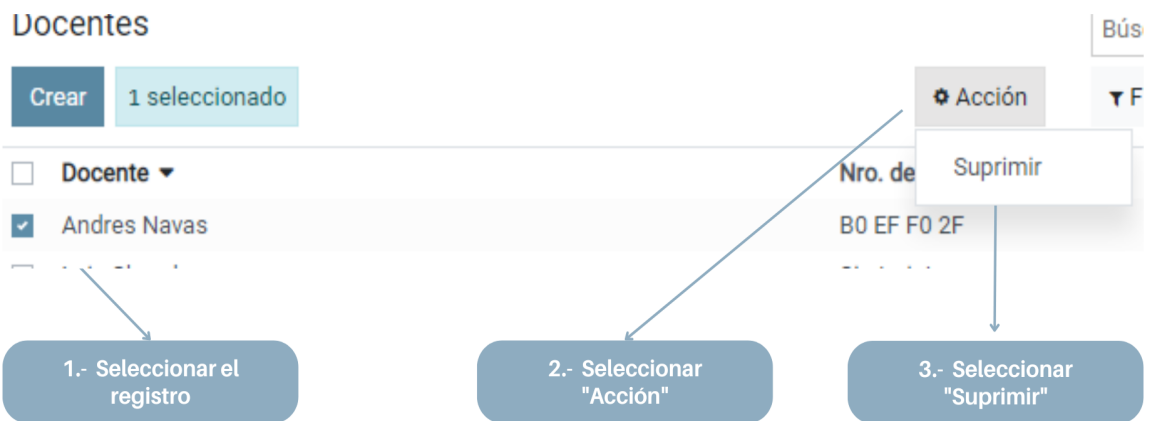 Docentes
Bús
Crear 1 seleccionado Acción F
Docente Nro. de
Suprimir
Andres Navas B0 EF F0 2F
1.- Seleccionar el
registro
2.- Seleccionar
"Acción"
3.- Seleccionar
"Suprimir"